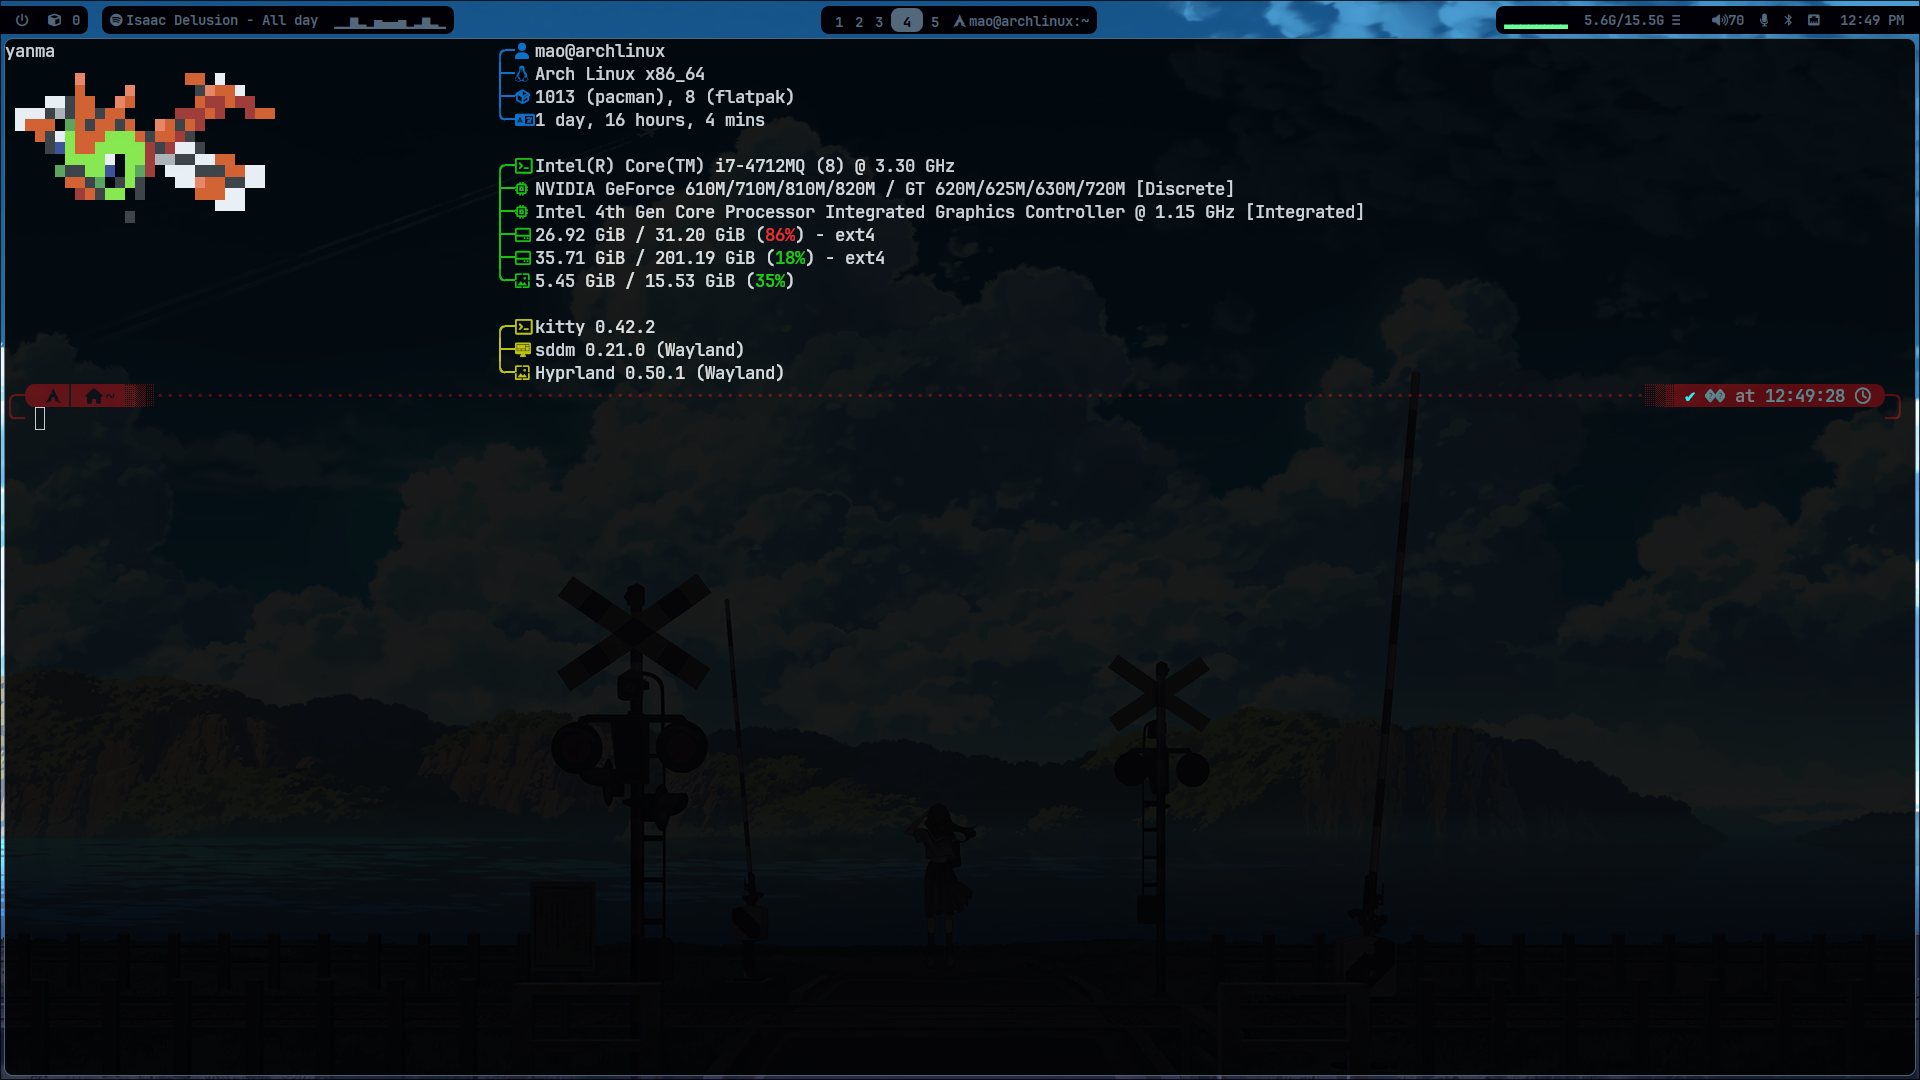 0 Isaac Delusion - All day 1 2 3 4 5 mao@archlinux:~ 5.6G/15.5G 70 12:49 PM
yanma
mao@archlinux
Arch Linux x86_64
1013 (pacman), 8 (flatpak)
1 day, 16 hours, 4 mins
Intel(R) Core(TM) i7-4712MQ (8) @ 3.30 GHz
NVIDIA GeForce 610M/710M/810M/820M / GT 620M/625M/630M/720M [Discrete]
Intel 4th Gen Core Processor Integrated Graphics Controller @ 1.15 GHz [Integrated]
26.92 GiB / 31.20 GiB (86%) - ext4
35.71 GiB / 201.19 GiB (18%) - ext4
5.45 GiB / 15.53 GiB (35%)
kitty 0.42.2
sddm 0.21.0 (Wayland)
Hyprland 0.50.1 (Wayland)
~ ✔ at 12:49:28